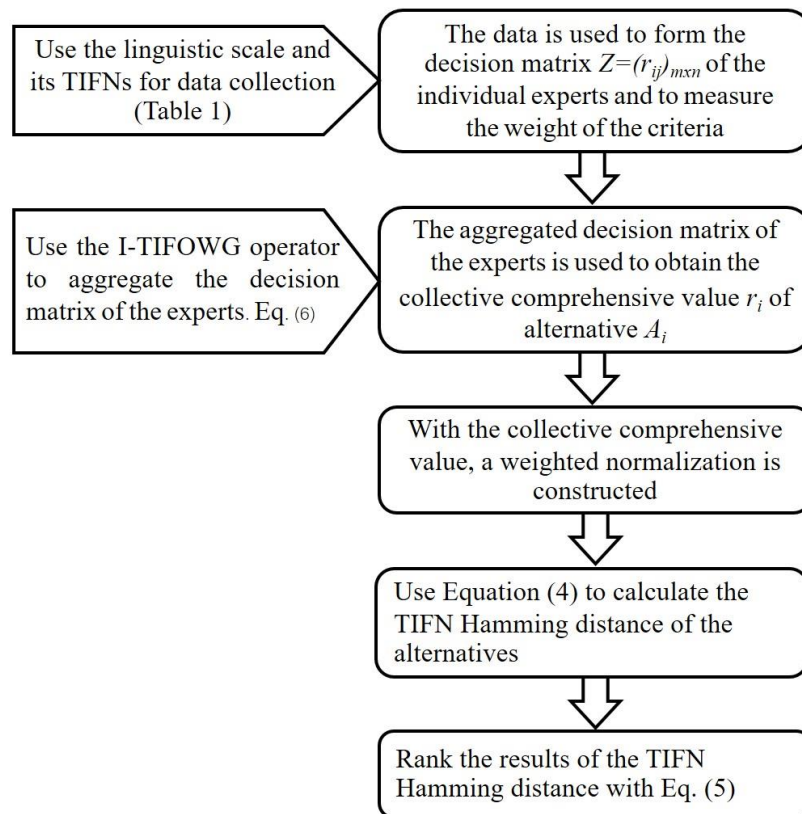 Use the linguistic scale and
its TIFNs for data collection
(Table 1)
The data is used to form the
decision matrix Z=(r_{ij})_{mxn} of the
individual experts and to measure
the weight of the criteria
Use the I-TIFOWG operator
to aggregate the decision
matrix of the experts. Eq. (6)
The aggregated decision matrix of
the experts is used to obtain the
collective comprehensive value r_i of
alternative A_i
With the collective comprehensive
value, a weighted normalization is
constructed
Use Equation (4) to calculate the
TIFN Hamming distance of the
alternatives
Rank the results of the TIFN
Hamming distance with Eq. (5)